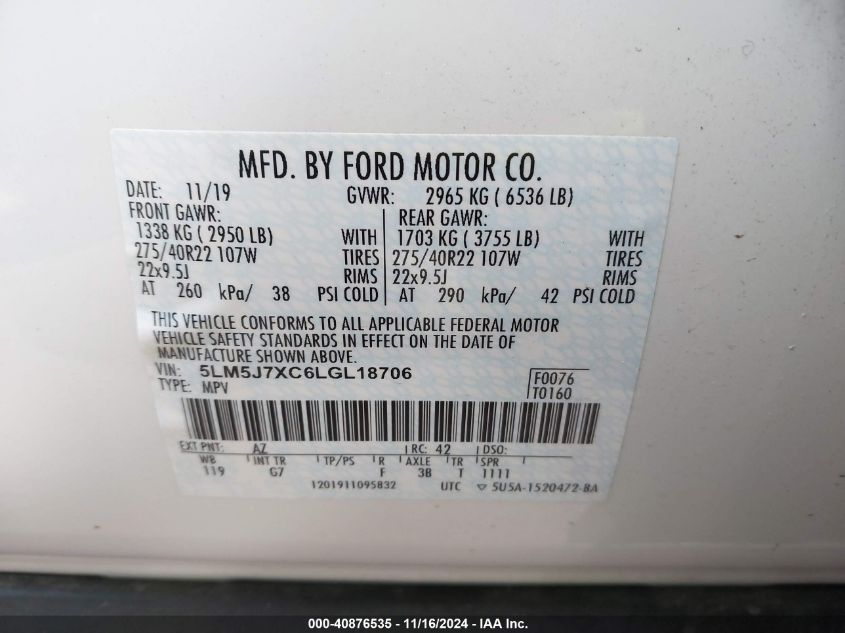 MFD. BY FORD MOTOR CO.
DATE: 11/19 GVWR: 2965 KG ( 6536 LB)
FRONT GAWR: REAR GAWR:
1338 KG ( 2950 LB) WITH 1703 KG ( 3755 LB) WITH
275/40R22 107W TIRES 275/40R22 107W TIRES
22x9.5J RIMS 22x9.5J RIMS
AT 260 kPa/ 38 PSI COLD AT 290 kPa/ 42 PSI COLD
THIS VEHICLE CONFORMS TO ALL APPLICABLE FEDERAL MOTOR
VEHICLE SAFETY STANDARDS IN EFFECT ON THE DATE OF
MANUFACTURE SHOWN ABOVE.
VIN: 5LM5J7XC6LGL18706 F0076
TYPE: MPV T0160
EXT PNT: AZ RC: 42 DSO:
WB INT TR TP/PS R AXLE TR SPR
119 G7 F 38 T 1111
1201911095832 UTC ▽ 5U5A-1520472-BA
000-40876535 - 11/16/2024 - IAA Inc.